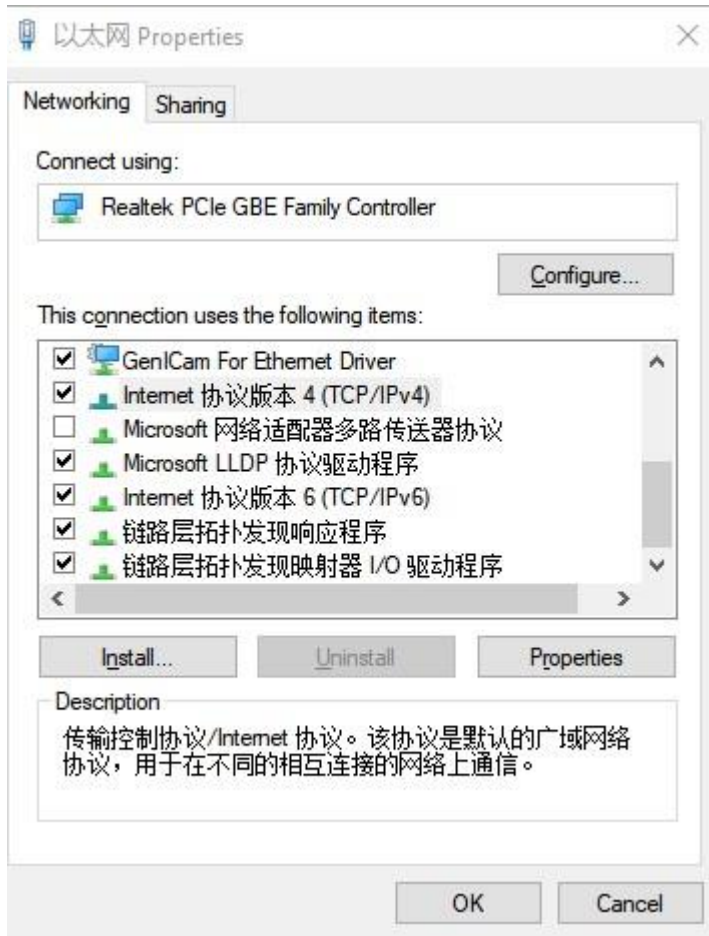 以太网 Properties
Networking
Sharing
Connect using:
Realtek PCIe GBE Family Controller
Configure...
This connection uses the following items:
GenICam For Ethernet Driver
Internet 协议版本 4 (TCP/IPv4)
Microsoft 网络适配器多路传送器协议
Microsoft LLDP 协议驱动程序
Internet 协议版本 6 (TCP/IPv6)
链路层拓扑发现响应程序
链路层拓扑发现映射器 I/O 驱动程序
Install...
Uninstall
Properties
Description
传输控制协议/Internet 协议。该协议是默认的广域网络
协议，用于在不同的相互连接的网络上通信。
OK
Cancel